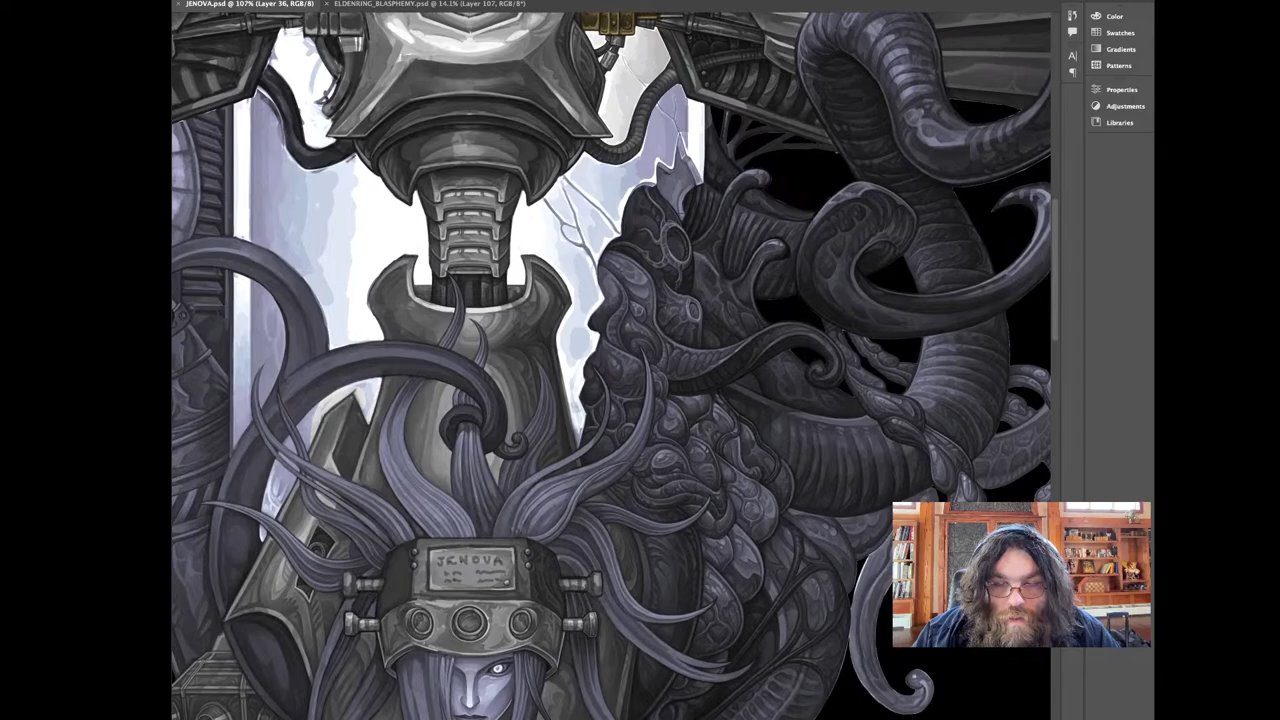 JENOVA.psd @ 107% (Layer 36, RGB/8)
ELDENRING_BLASPHEMY.psd @ 14.1% (Layer 107, RGB/8*)
Color
Swatches
Gradients
Patterns
Properties
Adjustments
Libraries
JENOVA